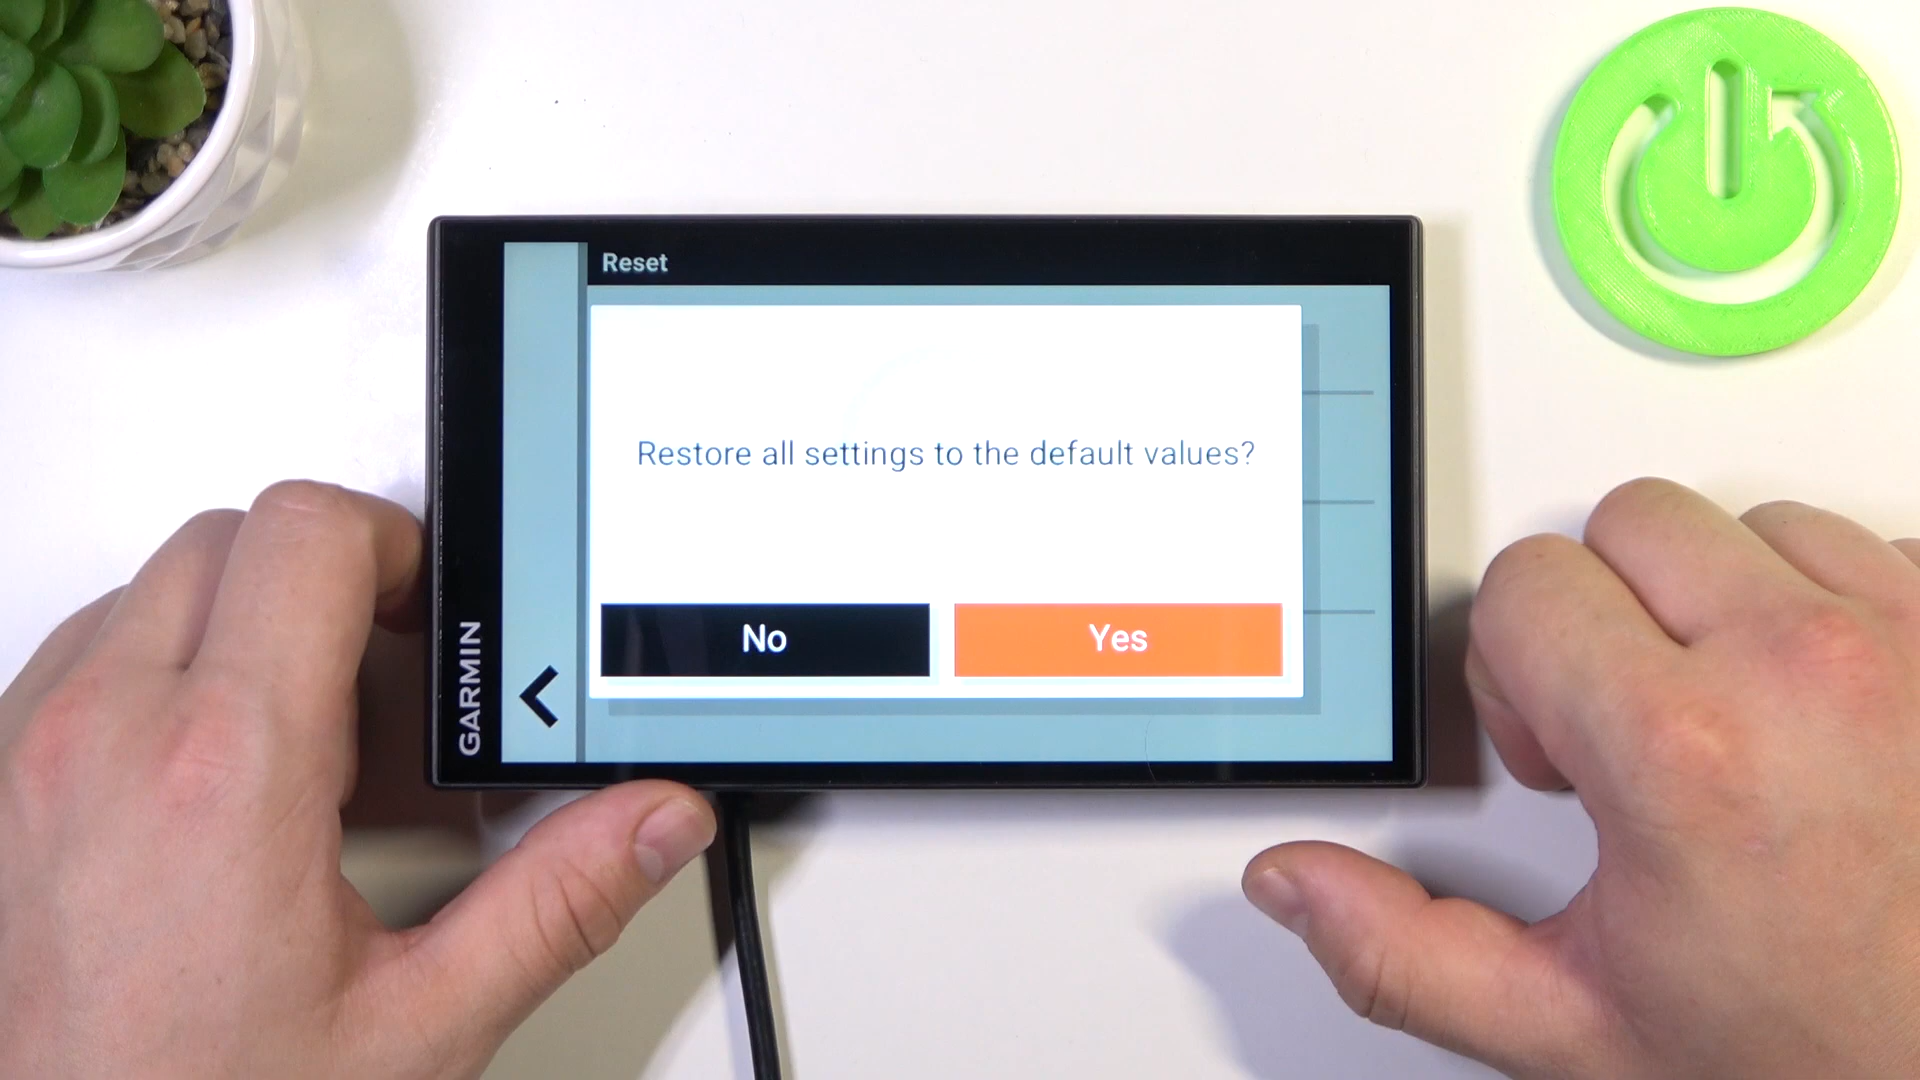 Reset
Restore all settings to the default values?
No
Yes
GARMIN